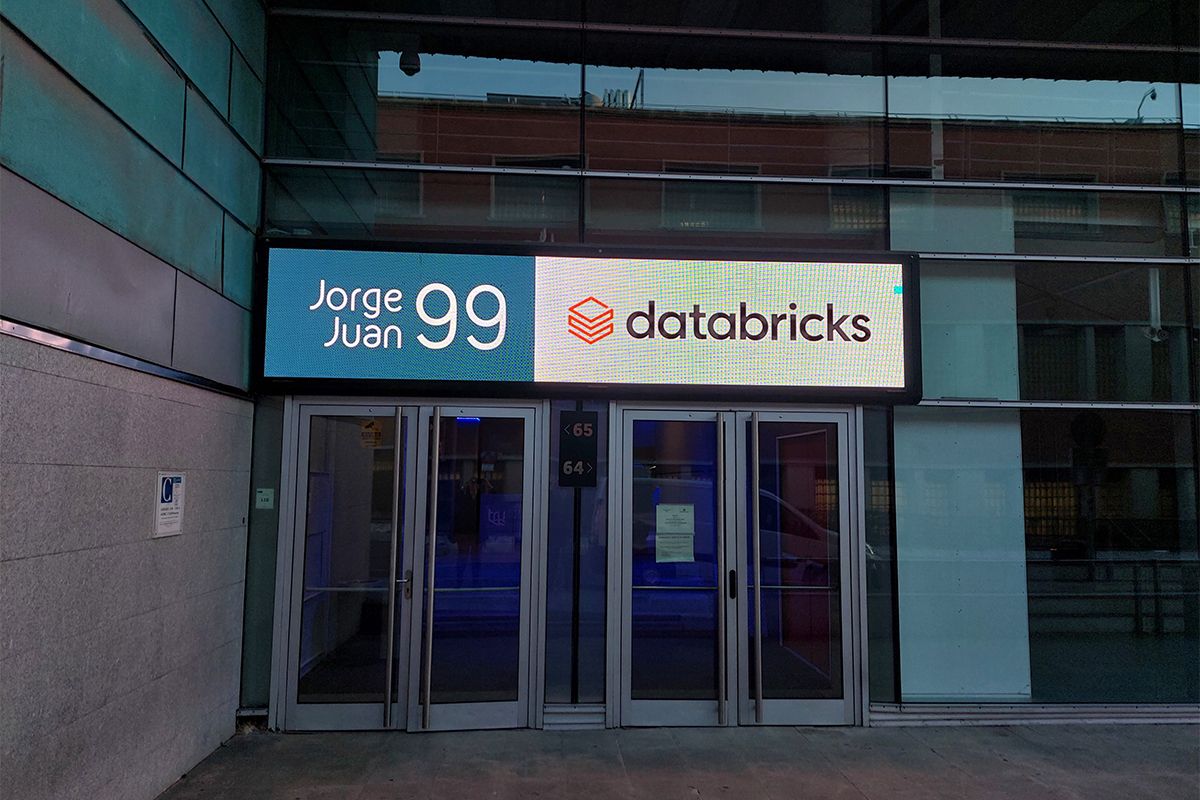 Jorge
Juan 99
databricks
<65
64>